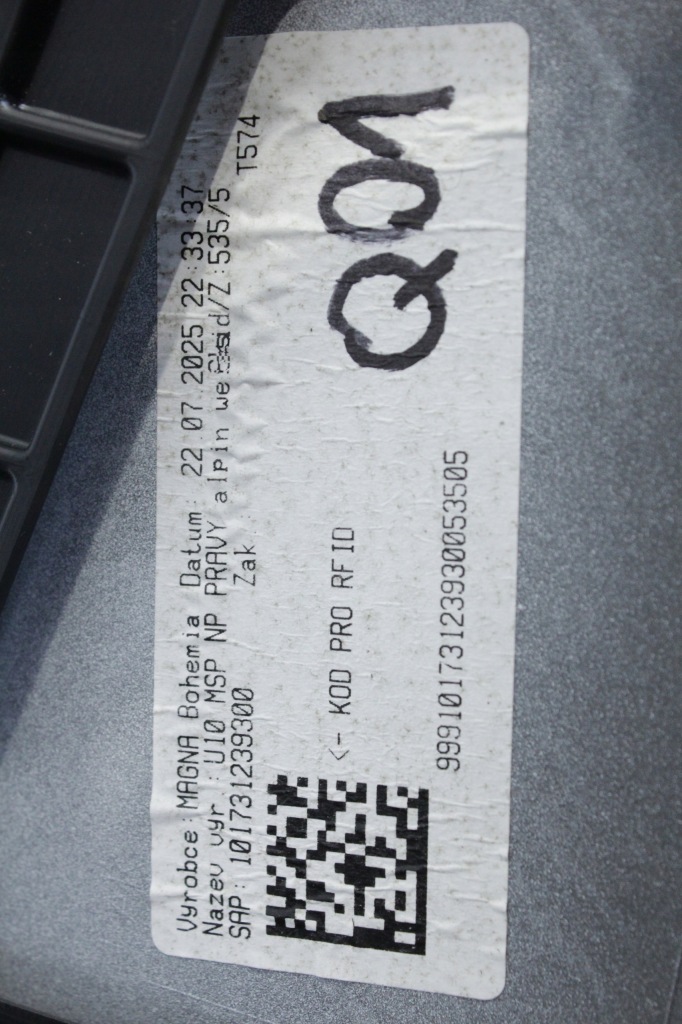 Vyrobce: MAGNA Bohemia Datum: 22.07.2025 22:33:37
Nazev vyr.: U10 MSP NP PRAVY alpin /Z:535/5
SAP: 101731239300 Zak.: T574
<- KOD PRO RFID
99910173123930053505
Q01